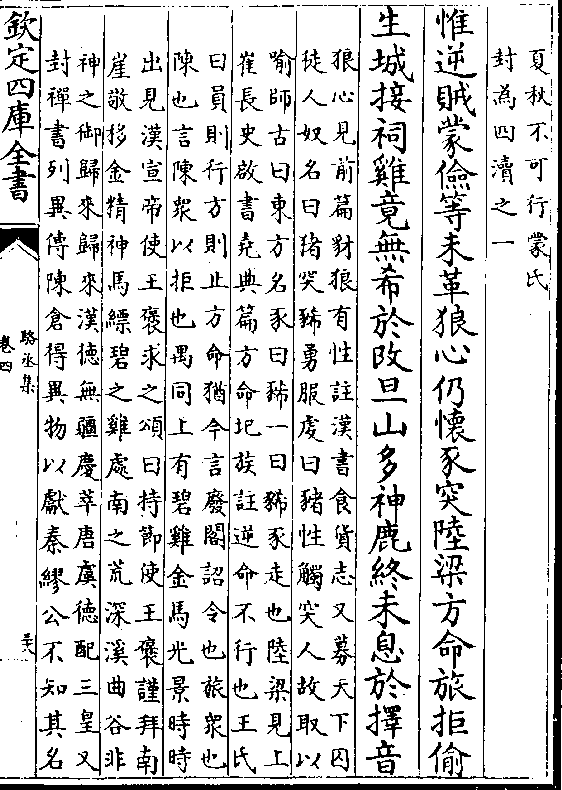 夏秋不可行蒙氏
封為四瀆之一
惟逆賊蒙儉等未革狼心仍懷豕突陸梁方命旅拒偷
生城接祠雞竟無希於改旦山多神鹿終未息於擇音
狼心見前篇豺狼有性註漢書食貨志又募天下囚
徒人奴名曰豬突豨勇服虔曰豬性觸突人故取以
喻師古曰東方名豕曰豨一曰豨豕走也陸梁見上
崔長史啟書堯典篇方命圯族註逆命不行也王氏
曰員則行方則止方命猶今言廢閣詔令也旅衆也
陳也言陳衆以拒也禺同上有碧雞金馬光景時時
出見漢宣帝使王褒求之頌曰持節使王褒謹拜南
崖敬移金精神馬縹碧之雞處南之荒深溪曲谷非
神之御歸來歸來漢德無疆慶萃唐虞德配三皇又
封禪書列異傳陳倉得異物以獻秦繆公不知其名
欽定四庫全書
駱丞集
卷四